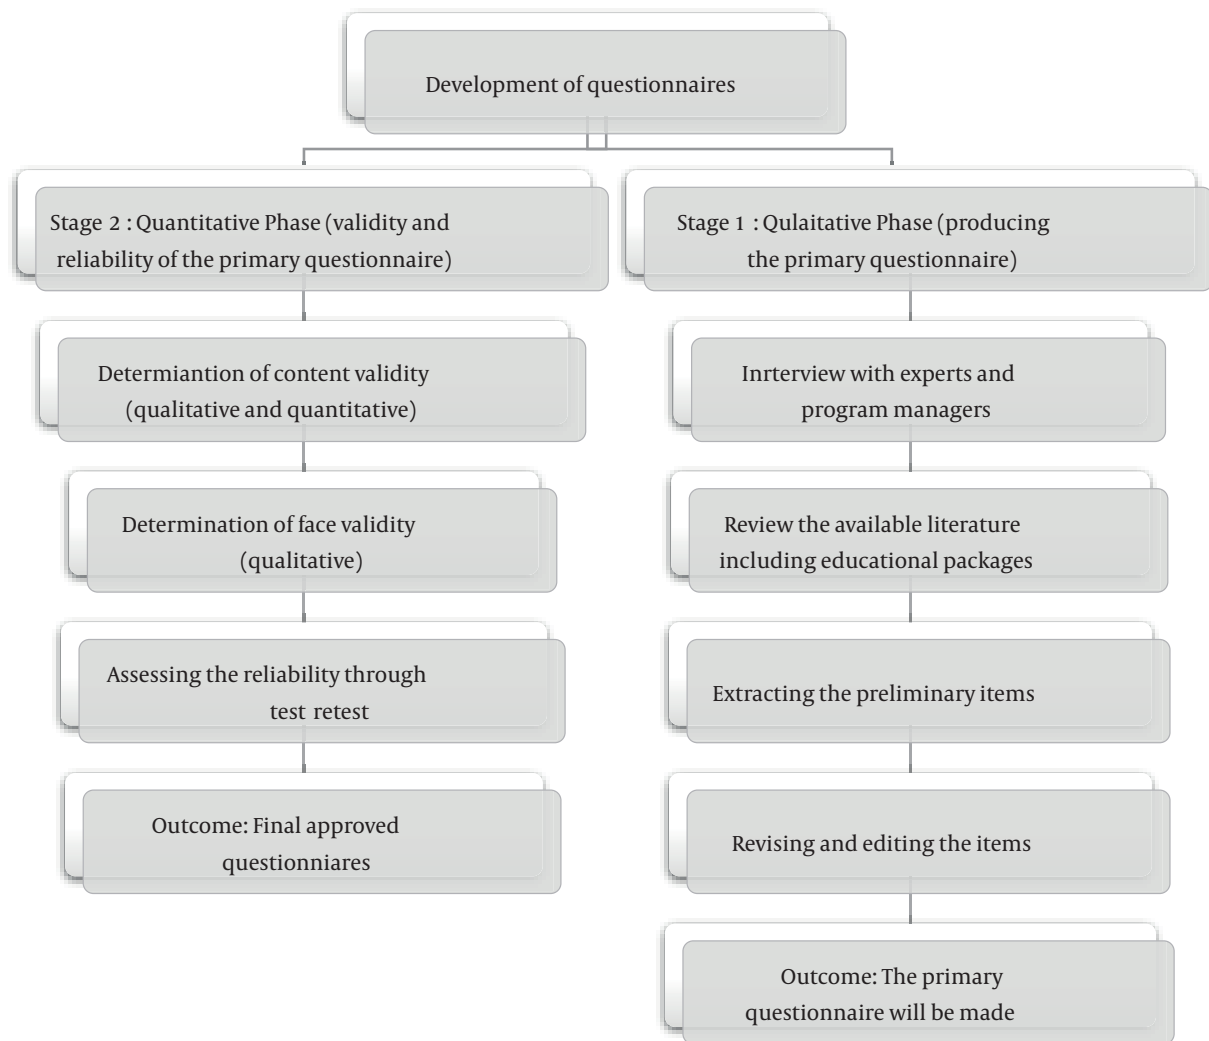 Development of questionnaires
Stage 2 : Quantitative Phase (validity and
reliability of the primary questionnaire)
Determiantion of content validity
(qualitative and quantitative)
Determination of face validity
(qualitative)
Assessing the reliability through
test retest
Outcome: Final approved
questionniares
Stage 1 : Qulaitative Phase (producing
the primary questionnaire)
Inrterview with experts and
program managers
Review the available literature
including educational packages
Extracting the preliminary items
Revising and editing the items
Outcome: The primary
questionnaire will be made